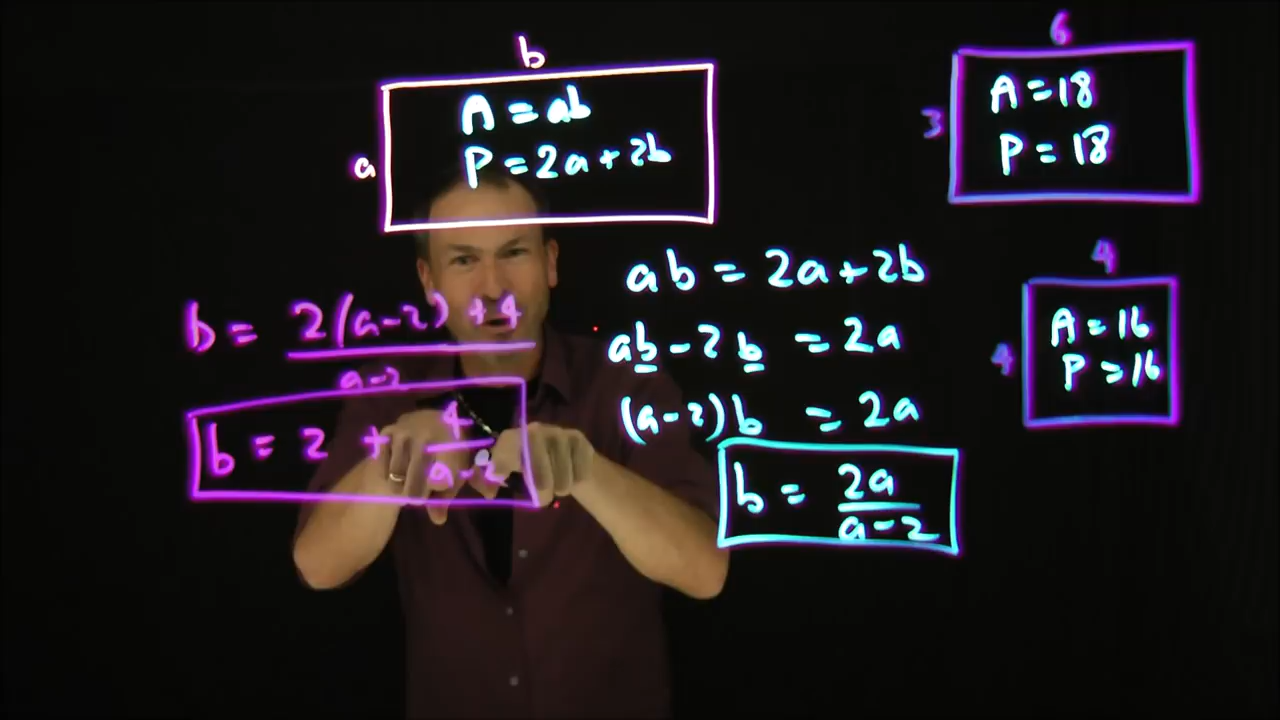 b
A = ab
a
P = 2a + 2b
6
A = 18
3
P = 18
ab = 2a + 2b
ab - 2b = 2a
(a-2)b = 2a
b = 2a / a-2
4
A = 16
4
P = 16
b = 2(a-2) + 4 / a-2
b = 2 + 4 / a-2